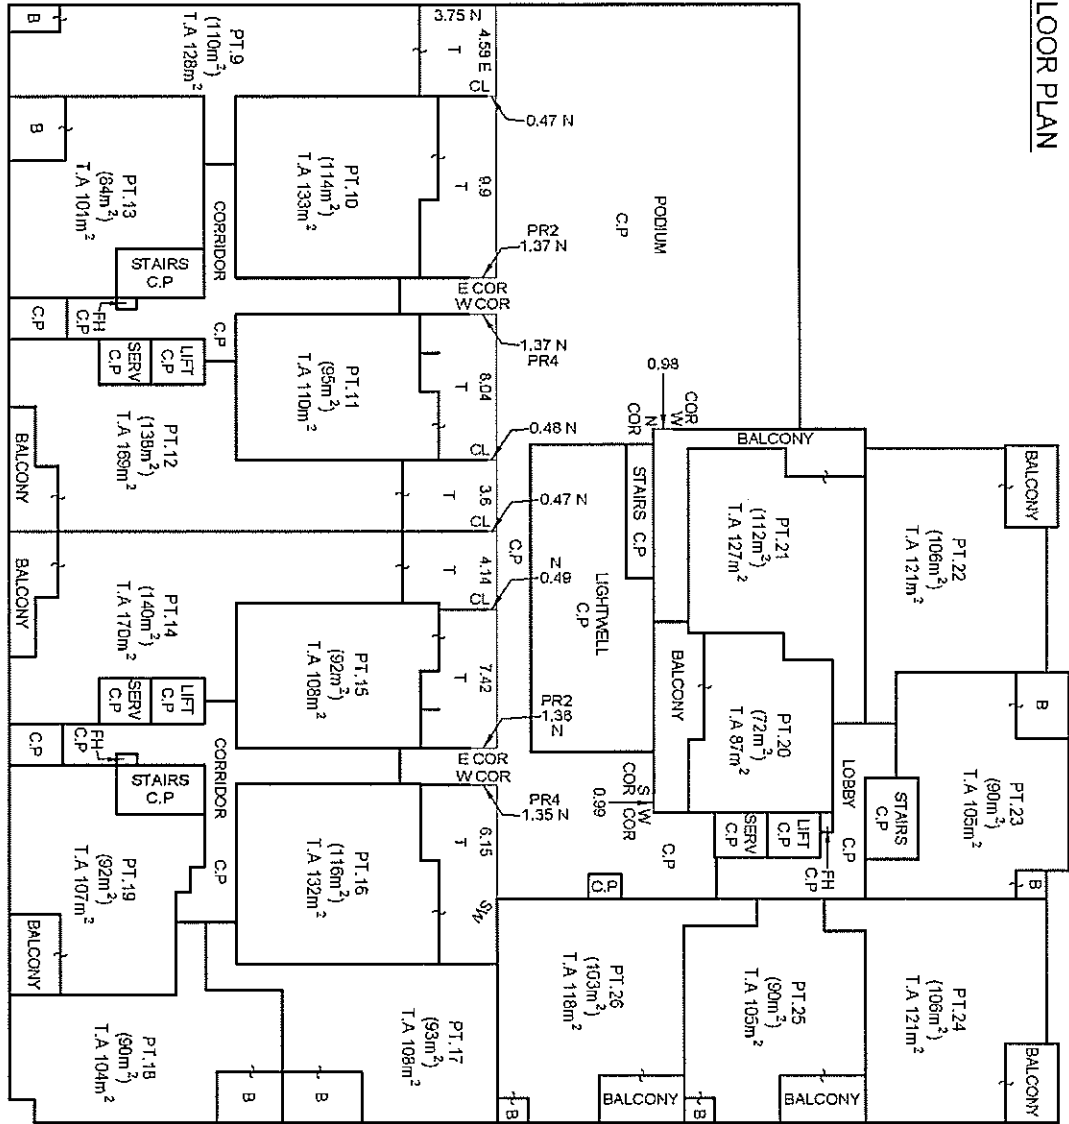 LOOR PLAN
B
PT.9
(110m²)
T.A 128m²
3.75 N
4.59 E
T
CL
0.47 N
B
PT.13
(84m²)
T.A 101m²
CORRIDOR
PT.10
(114m²)
T.A 133m²
9.9
T
PR2
1.37 N
E COR
W COR
1.37 N
PR4
STAIRS
C.P
FH
C.P
C.P
C.P
SERV
C.P
LIFT
C.P
PT.11
(95m²)
T.A 110m²
8.04
T
0.48 N
CL
PT.12
(138m²)
T.A 169m²
BALCONY
3.6
T
CL
0.47 N
BALCONY
PT.14
(140m²)
T.A 170m²
4.14
T
CL
C.P
N
0.49
PT.15
(92m²)
T.A 108m²
7.42
T
PR2
1.36
N
E COR
W COR
PR4
1.35 N
SERV
C.P
LIFT
C.P
C.P
FH
C.P
STAIRS
C.P
CORRIDOR
C.P
PT.16
(116m²)
T.A 132m²
6.15
T
S/W
PT.19
(92m²)
T.A 107m²
BALCONY
PT.18
(90m²)
T.A 104m²
B
B
PT.17
(93m²)
T.A 108m²
PODIUM
C.P
0.98
COR
W
N
COR
STAIRS C.P
LIGHTWELL
C.P
BALCONY
PT.21
(112m²)
T.A 127m²
BALCONY
PT.22
(106m²)
T.A 121m²
BALCONY
PT.20
(72m²)
T.A 87m²
S
W
COR
COR
0.99
C.P
SERV
C.P
LIFT
C.P
FH
C.P
LOBBY
C.P
STAIRS
C.P
B
PT.23
(90m²)
T.A 105m²
B
C.P.
PT.26
(103m²)
T.A 118m²
B
BALCONY
PT.25
(90m²)
T.A 105m²
B
BALCONY
PT.24
(106m²)
T.A 121m²
BALCONY